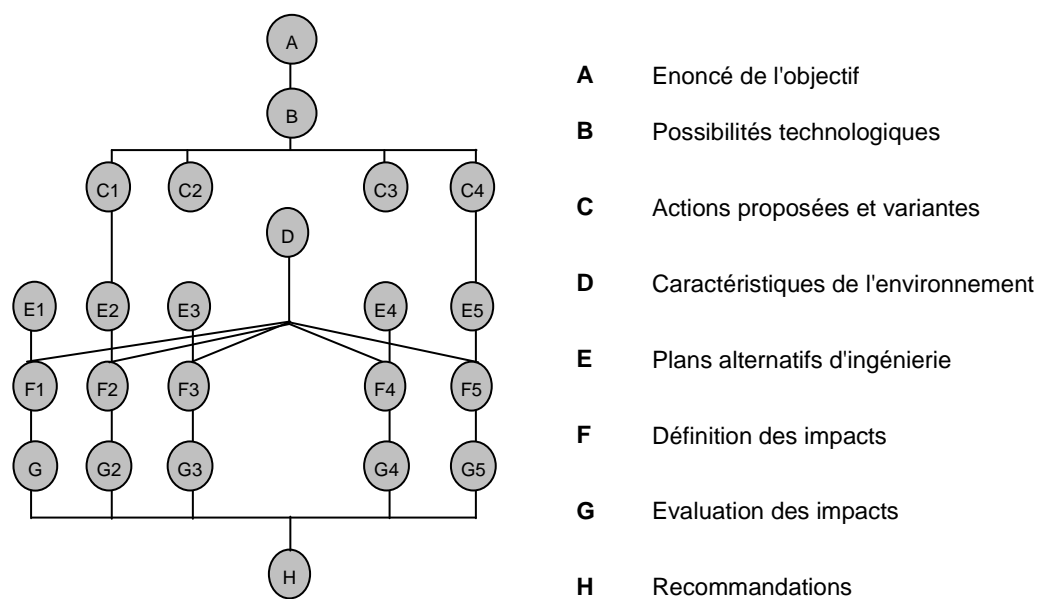 A
B
C1 C2 C3 C4
D
E1 E2 E3 E4 E5
F1 F2 F3 F4 F5
G G2 G3 G4 G5
H
A Enoncé de l'objectif
B Possibilités technologiques
C Actions proposées et variantes
D Caractéristiques de l'environnement
E Plans alternatifs d'ingénierie
F Définition des impacts
G Evaluation des impacts
H Recommandations